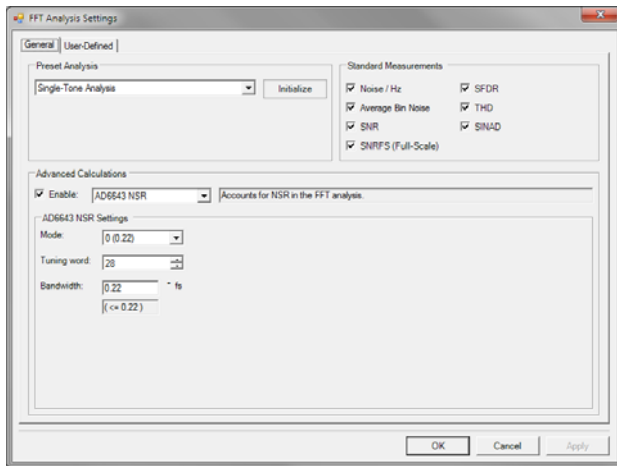 FFT Analysis Settings
General
User-Defined
Preset Analysis
Single-Tone Analysis
Initialize
Standard Measurements
Noise / Hz
SFDR
Average Bin Noise
THD
SNR
SINAD
SNRFS (Full-Scale)
Advanced Calculations
Enable:
AD6643 NSR
Accounts for NSR in the FFT analysis.
AD6643 NSR Settings
Mode:
0 (0.22)
Tuning word:
28
Bandwidth:
0.22
* fs
( <= 0.22 )
OK
Cancel
Apply